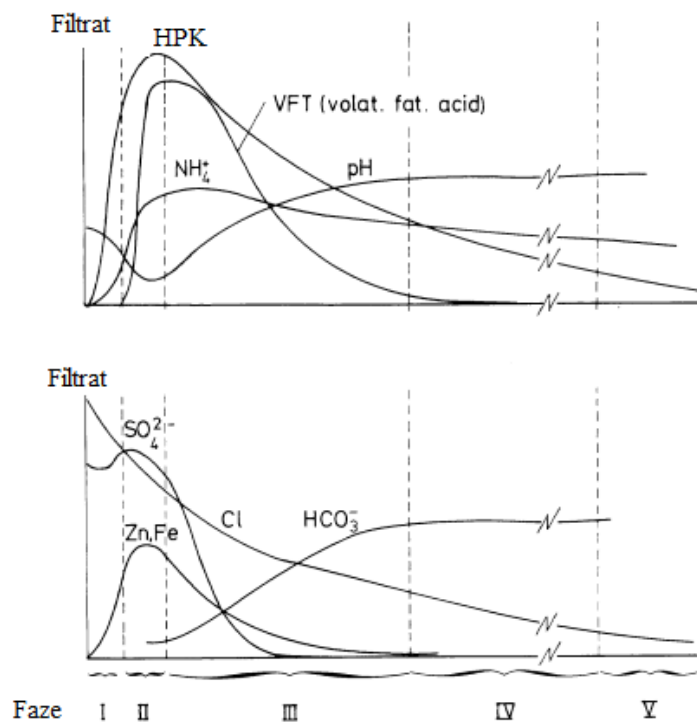 Filtrat
HPK
VFT (volat. fat. acid)
NH₄⁺
pH
Filtrat
SO₄²⁻
Cl
HCO₃⁻
Zn,Fe
Faze I II III IV V